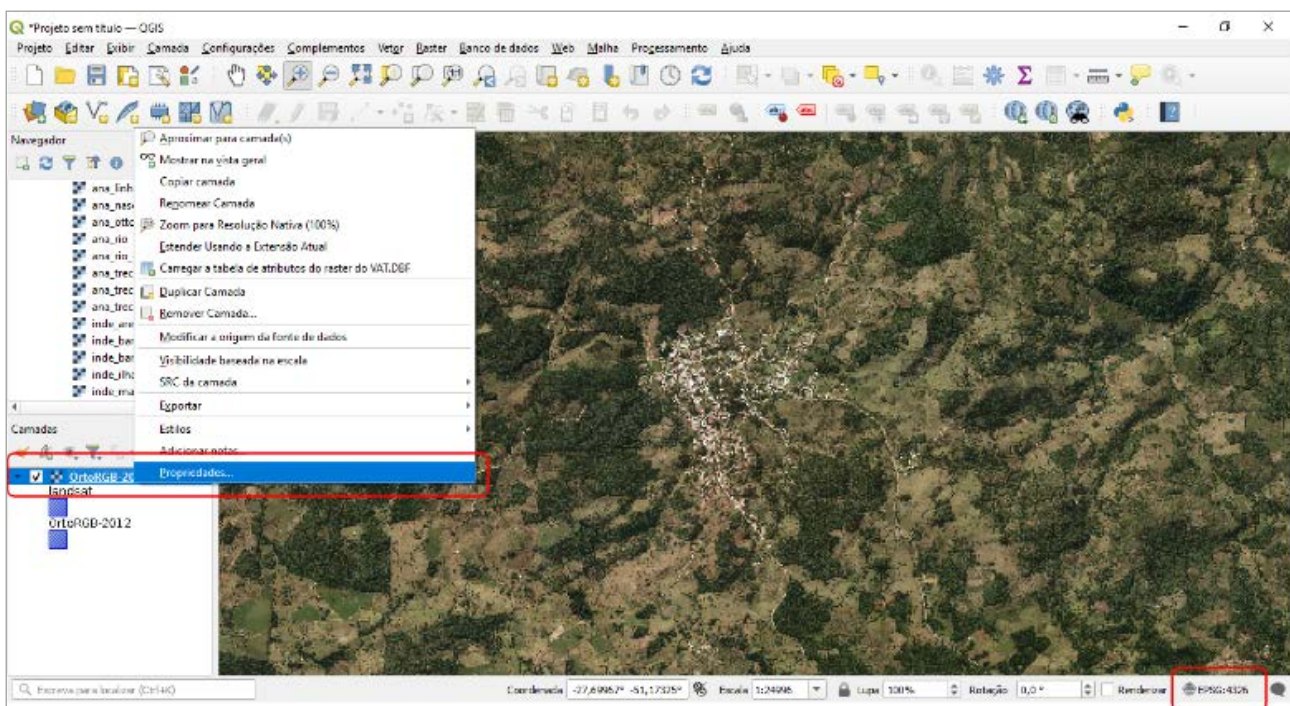 *Projeto sem título — QGIS
Projeto Editar Exibir Camada Configurações Complementos Vetor Raster Banco de dados Web Malha Processamento Ajuda
Navegador
ana_linh
ana_nas
ana_otto
ana_rio
ana_rio_
ana_trec
ana_trec
ana_trec
inde_are
inde_bar
inde_bar
inde_ilha
inde_ma
Aproximar para camada(s)
Mostrar na vista geral
Copiar camada
Renomear Camada
Zoom para Resolução Nativa (100%)
Estender Usando a Extensão Atual
Carregar a tabela de atributos do raster do VAT.DBF
Duplicar Camada
Remover Camada...
Modificar a origem da fonte de dados
Visibilidade baseada na escala
SRC da camada
Exportar
Estilos
Adicionar notas...
Propriedades...
Camadas
OrtoRGB-20
landsat
OrtoRGB-2012
Escreva para localizar (Ctrl+K)
Coordenada -27,69967° -51,17325° Escala 1:24996 Lupa 100% Rotação 0,0 ° Renderizar EPSG:4326